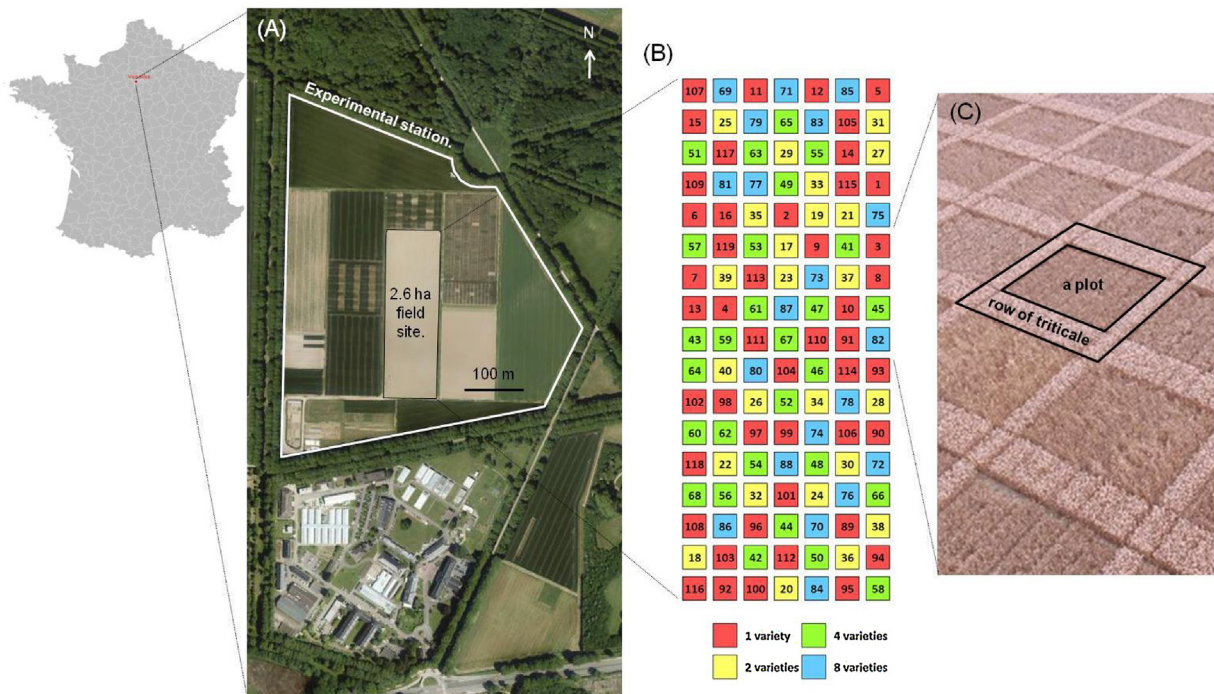 (A)
N
Experimental station.
2.6 ha
field
site.
100 m
(B)
107 69 11 71 12 85 5
15 25 79 65 83 105 31
51 117 63 29 55 14 27
109 81 77 49 33 115 1
6 16 35 2 19 21 75
57 119 53 17 9 41 3
7 39 113 23 73 37 8
13 4 61 87 47 10 45
43 59 111 67 110 91 82
64 40 80 104 46 114 93
102 98 26 52 34 78 28
60 62 97 99 74 106 90
118 22 54 88 48 30 72
68 56 32 101 24 76 66
108 86 96 44 70 89 38
18 103 42 112 50 36 94
116 92 100 20 84 95 58
1 variety
4 varieties
2 varieties
8 varieties
(C)
a plot
row of triticale